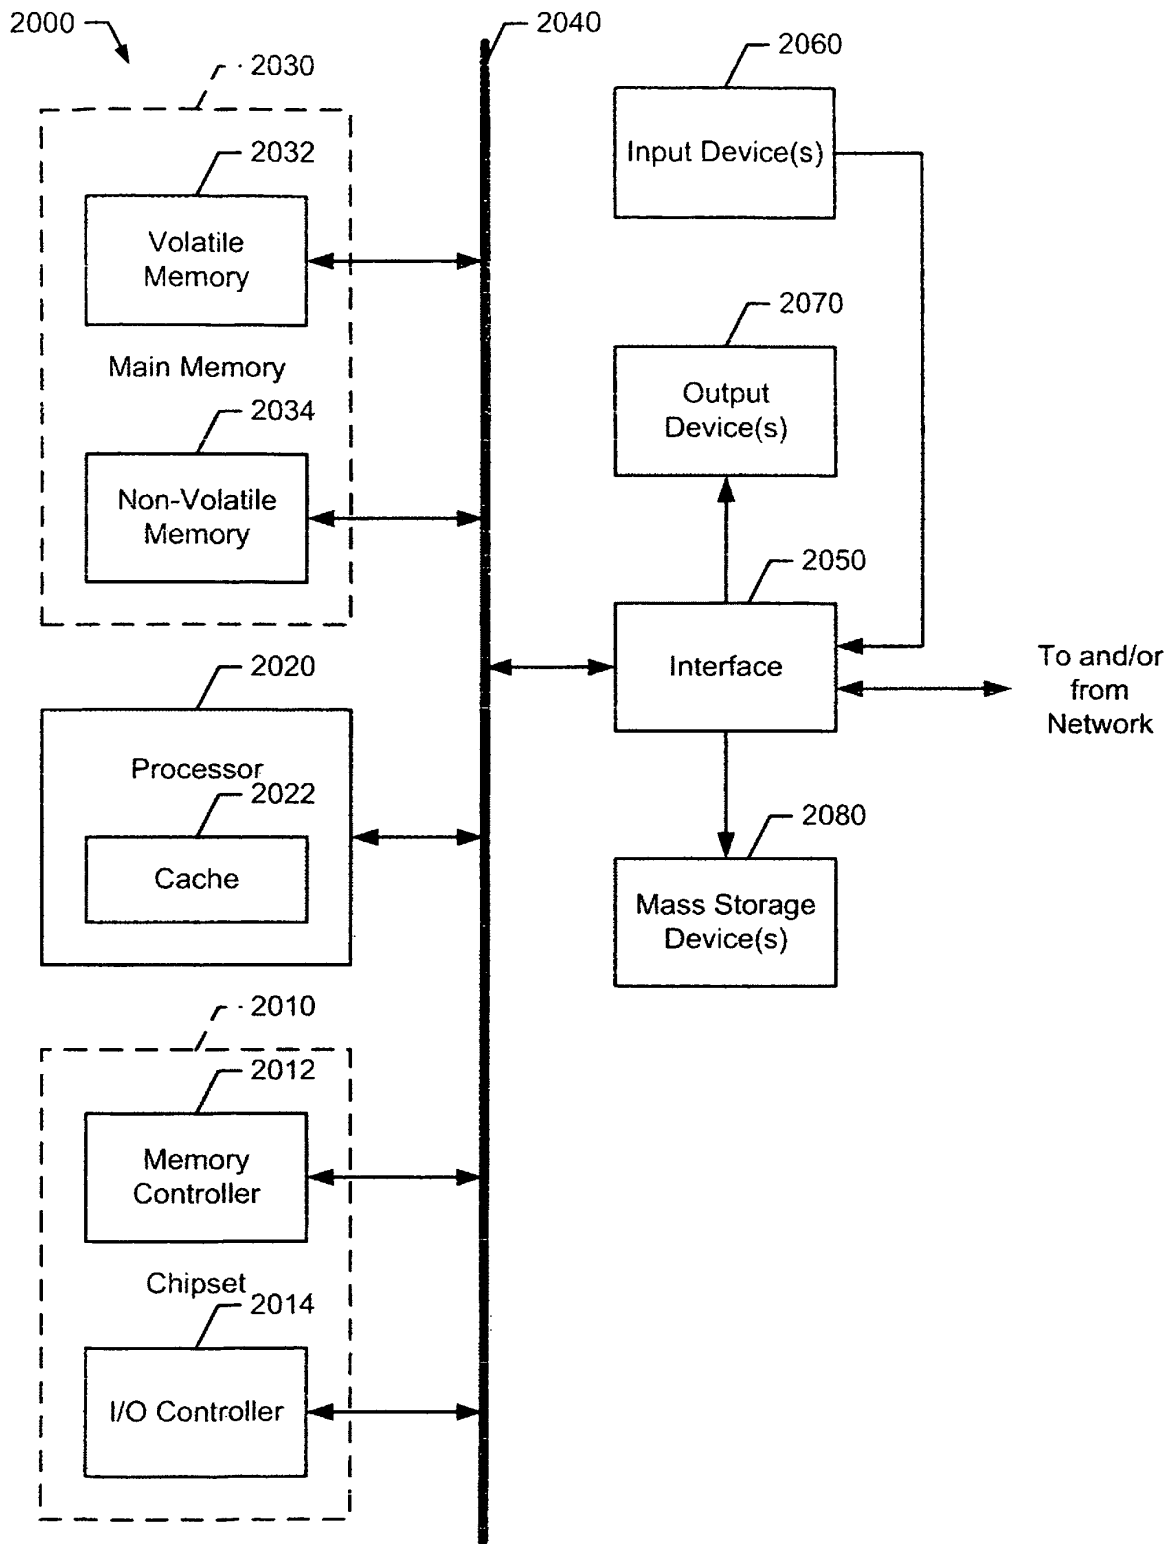 2000
2040
2030
2032
Volatile
Memory
Main Memory
2034
Non-Volatile
Memory
2020
Processor
2022
Cache
2010
2012
Memory
Controller
Chipset
2014
I/O Controller
2060
Input Device(s)
2070
Output
Device(s)
2050
Interface
To and/or
from
Network
2080
Mass Storage
Device(s)